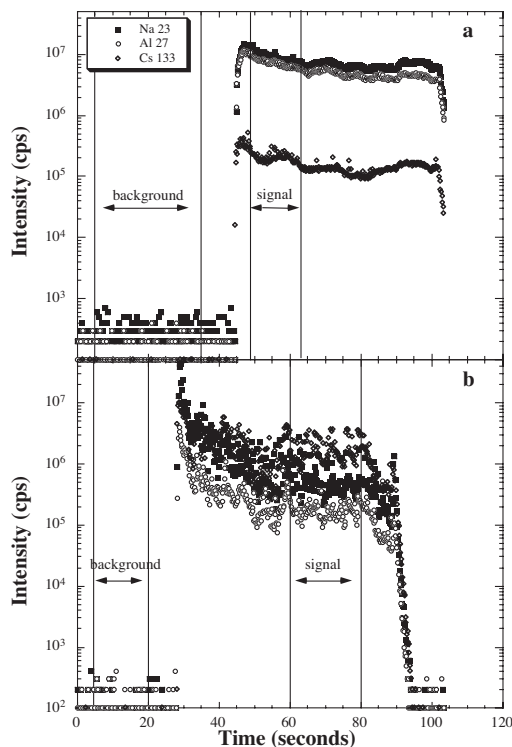 Na 23
Al 27
Cs 133
a
10^7
10^6
10^5
10^4
10^3
Intensity (cps)
background
signal
b
10^7
10^6
10^5
10^4
10^3
10^2
Intensity (cps)
background
signal
0 20 40 60 80 100 120
Time (seconds)